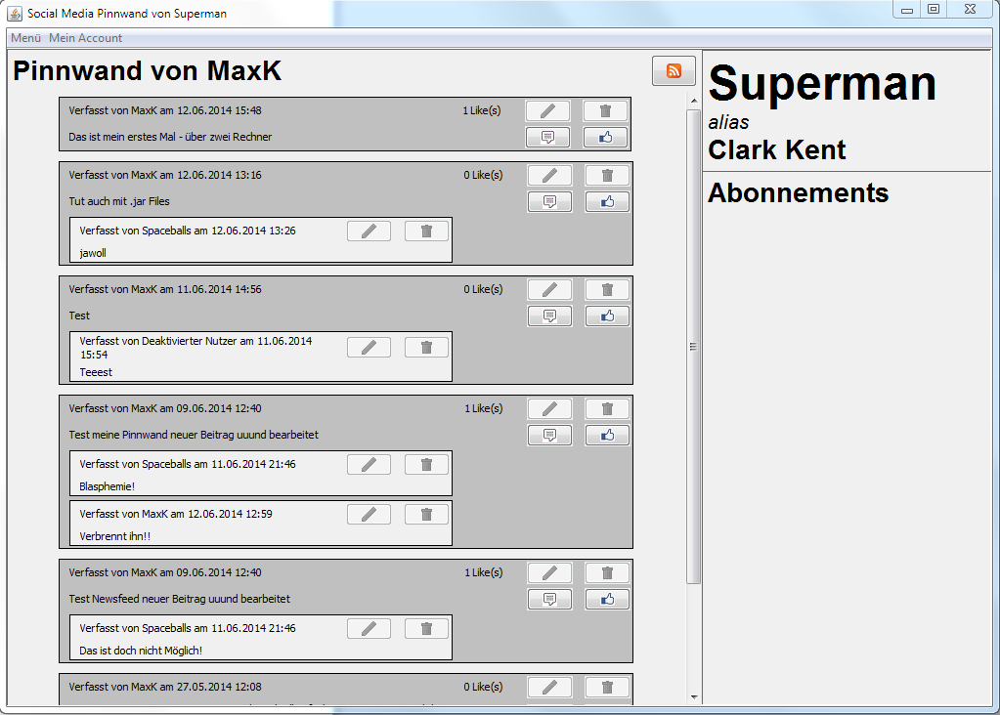 Social Media Pinnwand von Superman
Menü Mein Account
Pinnwand von MaxK
Verfasst von MaxK am 12.06.2014 15:48 1 Like(s)
Das ist mein erstes Mal - über zwei Rechner
Verfasst von MaxK am 12.06.2014 13:16 0 Like(s)
Tut auch mit .jar Files
Verfasst von Spaceballs am 12.06.2014 13:26
jawoll
Verfasst von MaxK am 11.06.2014 14:56 0 Like(s)
Test
Verfasst von Deaktivierter Nutzer am 11.06.2014
15:54
Teeest
Verfasst von MaxK am 09.06.2014 12:40 1 Like(s)
Test meine Pinnwand neuer Beitrag uuund bearbeitet
Verfasst von Spaceballs am 11.06.2014 21:46
Blasphemie!
Verfasst von MaxK am 12.06.2014 12:59
Verbrennt ihn!!
Verfasst von MaxK am 09.06.2014 12:40 1 Like(s)
Test Newsfeed neuer Beitrag uuund bearbeitet
Verfasst von Spaceballs am 11.06.2014 21:46
Das ist doch nicht Möglich!
Verfasst von MaxK am 27.05.2014 12:08 0 Like(s)
Superman
alias
Clark Kent
Abonnements